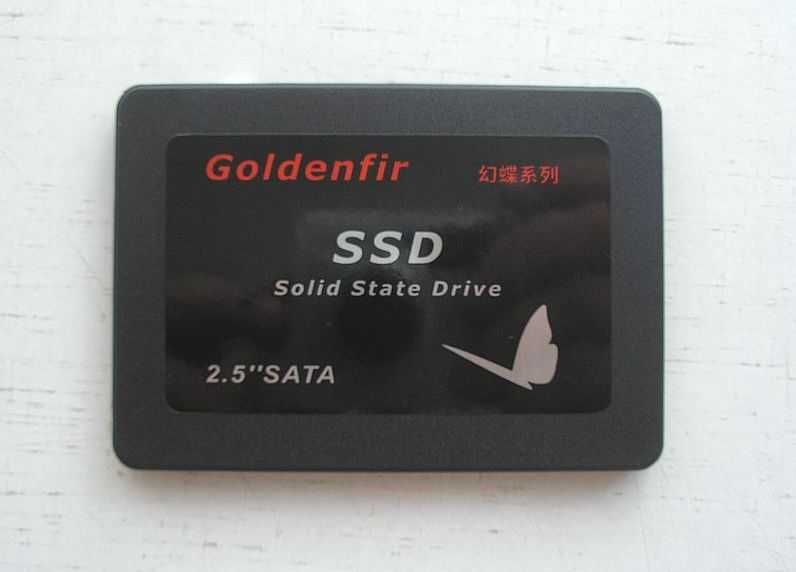 Goldenfir 幻蝶系列
SSD
Solid State Drive
2.5"SATA